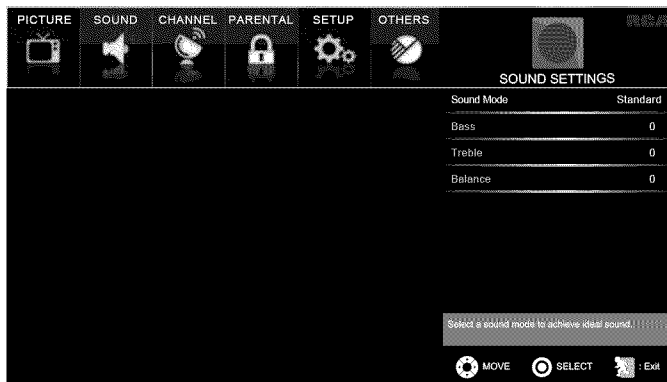 PICTURE SOUND CHANNEL PARENTAL SETUP OTHERS
RCA
SOUND SETTINGS
Sound Mode Standard
Bass 0
Treble 0
Balance 0
Select a sound mode to achieve ideal sound.
MOVE SELECT : Exit